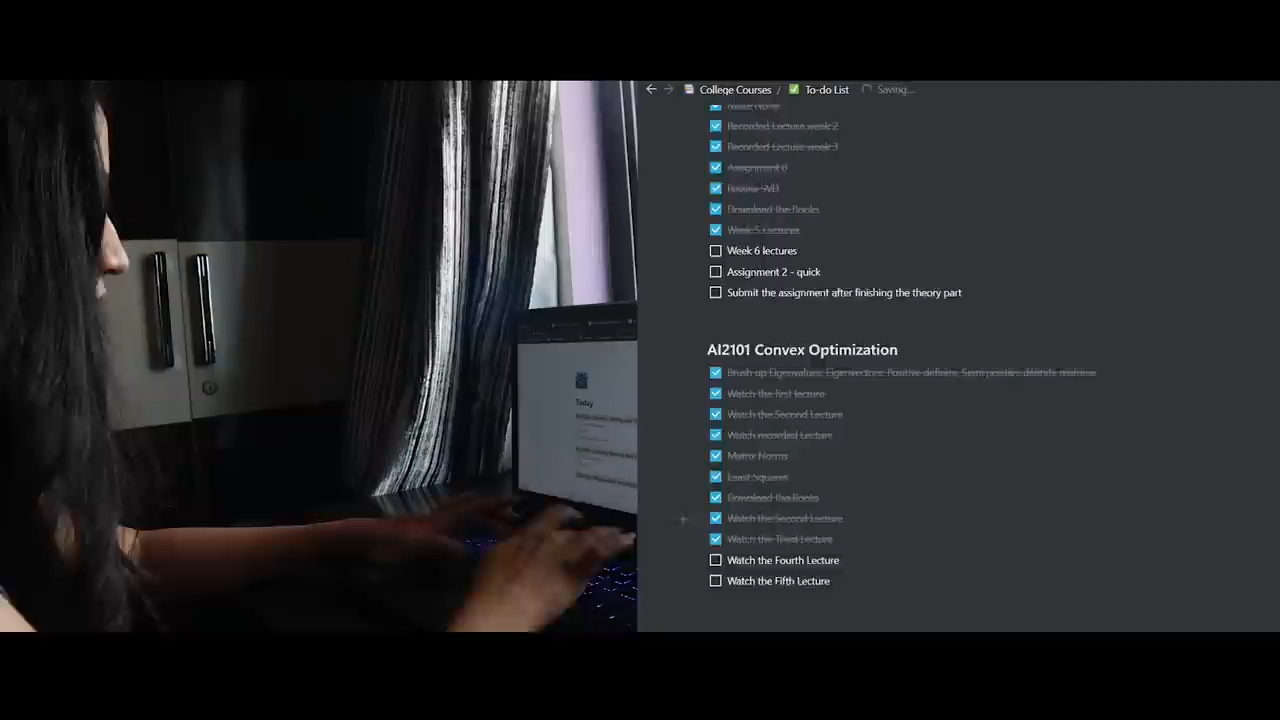 College Courses / To-do List Saving...
Recorded Lecture week 2
Recorded Lecture week 3
Assignment 0
Review SVD
Download the Books
Week 5 Lectures
Week 6 lectures
Assignment 2 - quick
Submit the assignment after finishing the theory part
AI2101 Convex Optimization
Brush up Eigenvalues, Eigenvectors, Positive definite, Semi positive definite matrices
Watch the first lecture
Watch the Second Lecture
Watch recorded Lecture
Matrix Norms
Least Squares
Download the Books
Watch the Second Lecture
Watch the Third Lecture
Watch the Fourth Lecture
Watch the Fifth Lecture
Today